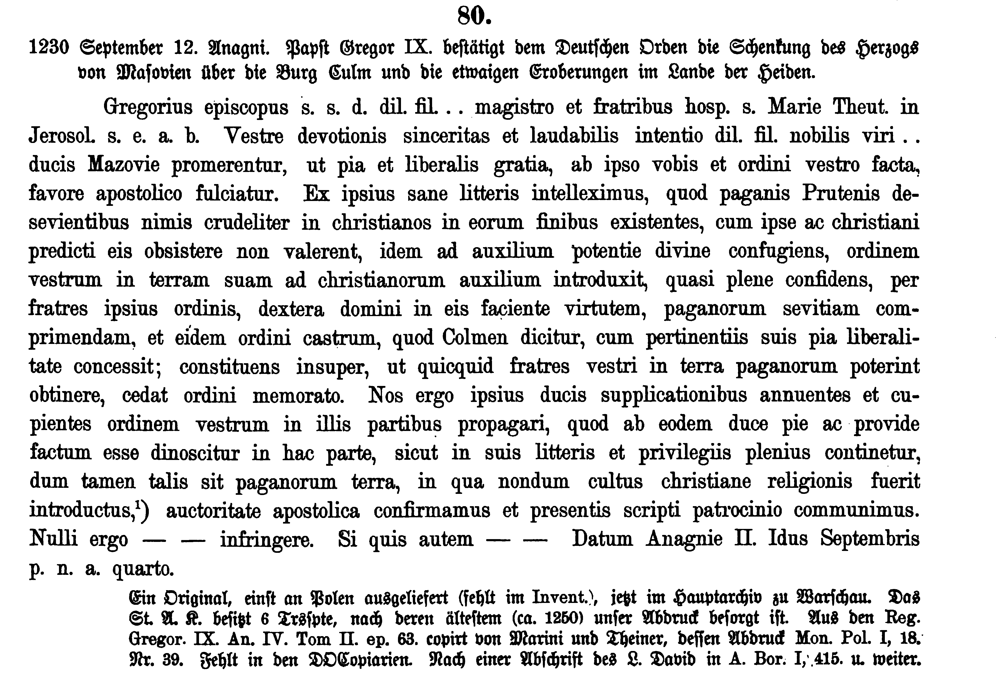 80.
1230 September 12. Anagni. Papst Gregor IX. bestätigt dem Deutschen Orden die Schenkung des Herzogs
von Masovien über die Burg Culm und die etwaigen Eroberungen im Lande der Heiden.
Gregorius episcopus s. s. d. dil. fil. . . magistro et fratribus hosp. s. Marie Theut. in
Jerosol. s. e. a. b. Vestre devotionis sinceritas et laudabilis intentio dil. fil. nobilis viri . .
ducis Mazovie promerentur, ut pia et liberalis gratia, ab ipso vobis et ordini vestro facta,
favore apostolico fulciatur. Ex ipsius sane litteris intelleximus, quod paganis Prutenis de-
sevientibus nimis crudeliter in christianos in eorum finibus existentes, cum ipse ac christiani
predicti eis obsistere non valerent, idem ad auxilium potentie divine confugiens, ordinem
vestrum in terram suam ad christianorum auxilium introduxit, quasi plene confidens, per
fratres ipsius ordinis, dextera domini in eis faciente virtutem, paganorum sevitiam com-
primendam, et eidem ordini castrum, quod Colmen dicitur, cum pertinentiis suis pia liberali-
tate concessit; constituens insuper, ut quicquid fratres vestri in terra paganorum poterint
obtinere, cedat ordini memorato. Nos ergo ipsius ducis supplicationibus annuentes et cu-
pientes ordinem vestrum in illis partibus propagari, quod ab eodem duce pie ac provide
factum esse dinoscitur in hac parte, sicut in suis litteris et privilegiis plenius continetur,
dum tamen talis sit paganorum terra, in qua nondum cultus christiane religionis fuerit
introductus,¹) auctoritate apostolica confirmamus et presentis scripti patrocinio communimus.
Nulli ergo — — infringere. Si quis autem — — Datum Anagnie II. Idus Septembris
p. n. a. quarto.
Ein Original, einst an Polen ausgeliefert (fehlt im Invent.), jetzt im Hauptarchiv zu Warschau. Das
St. A. K. besitzt 6 Trsspte, nach deren ältestem (ca. 1250) unser Abdruck besorgt ist. Aus den Reg.
Gregor. IX. An. IV. Tom II. ep. 63. copirt von Marini und Theiner, dessen Abdruck Mon. Pol. I, 18.
Nr. 39. Fehlt in den DOCopiarien. Nach einer Abschrift des L. David in A. Bor. I, 415. u. weiter.